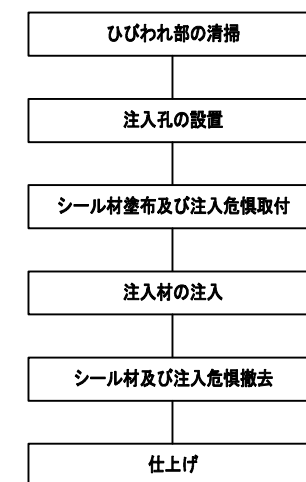 ひびわれ部の清掃
注入孔の設置
シール材塗布及び注入危惧取付
注入材の注入
シール材及び注入危惧撤去
仕上げ